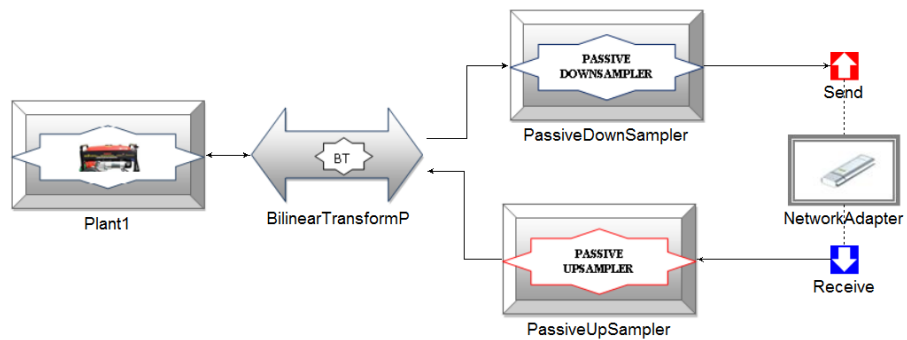 PASSIVE
DOWNSAMPLER
PassiveDownSampler
Send
Plant1
BT
BilinearTransformP
NetworkAdapter
PASSIVE
UPSAMPLER
PassiveUpSampler
Receive